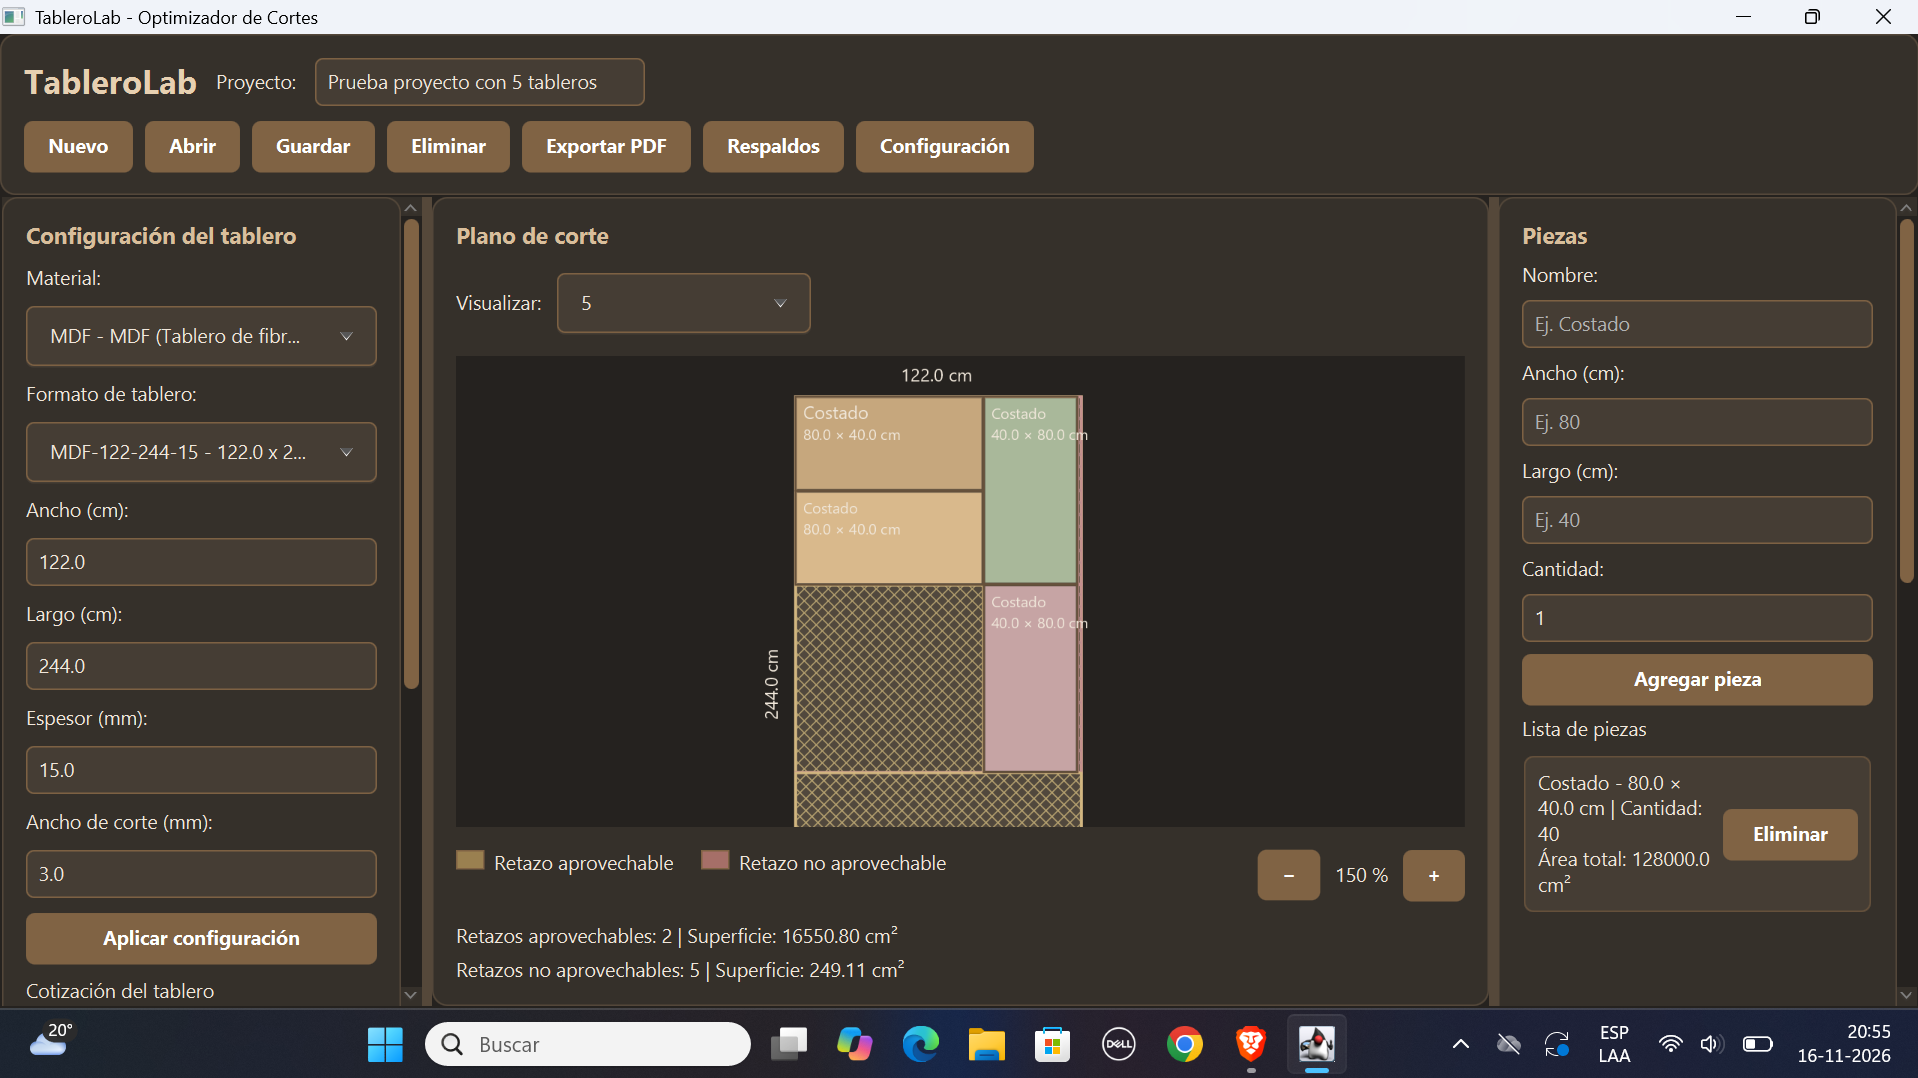 TableroLab - Optimizador de Cortes
TableroLab
Proyecto:
Prueba proyecto con 5 tableros
Nuevo
Abrir
Guardar
Eliminar
Exportar PDF
Respaldos
Configuración
Configuración del tablero
Material:
MDF - MDF (Tablero de fibr...
Formato de tablero:
MDF-122-244-15 - 122.0 x 2...
Ancho (cm):
122.0
Largo (cm):
244.0
Espesor (mm):
15.0
Ancho de corte (mm):
3.0
Aplicar configuración
Cotización del tablero
Plano de corte
Visualizar:
5
122.0 cm
Costado
80.0 × 40.0 cm
Costado
40.0 × 80.0 cm
Costado
80.0 × 40.0 cm
Costado
40.0 × 80.0 cm
244.0 cm
Retazo aprovechable
Retazo no aprovechable
−
150 %
+
Retazos aprovechables: 2 | Superficie: 16550.80 cm²
Retazos no aprovechables: 5 | Superficie: 249.11 cm²
Piezas
Nombre:
Ej. Costado
Ancho (cm):
Ej. 80
Largo (cm):
Ej. 40
Cantidad:
1
Agregar pieza
Lista de piezas
Costado - 80.0 ×
40.0 cm | Cantidad:
40
Área total: 128000.0
cm²
Eliminar
20°
Buscar
DELL
ESP
LAA
20:55
16-11-2026